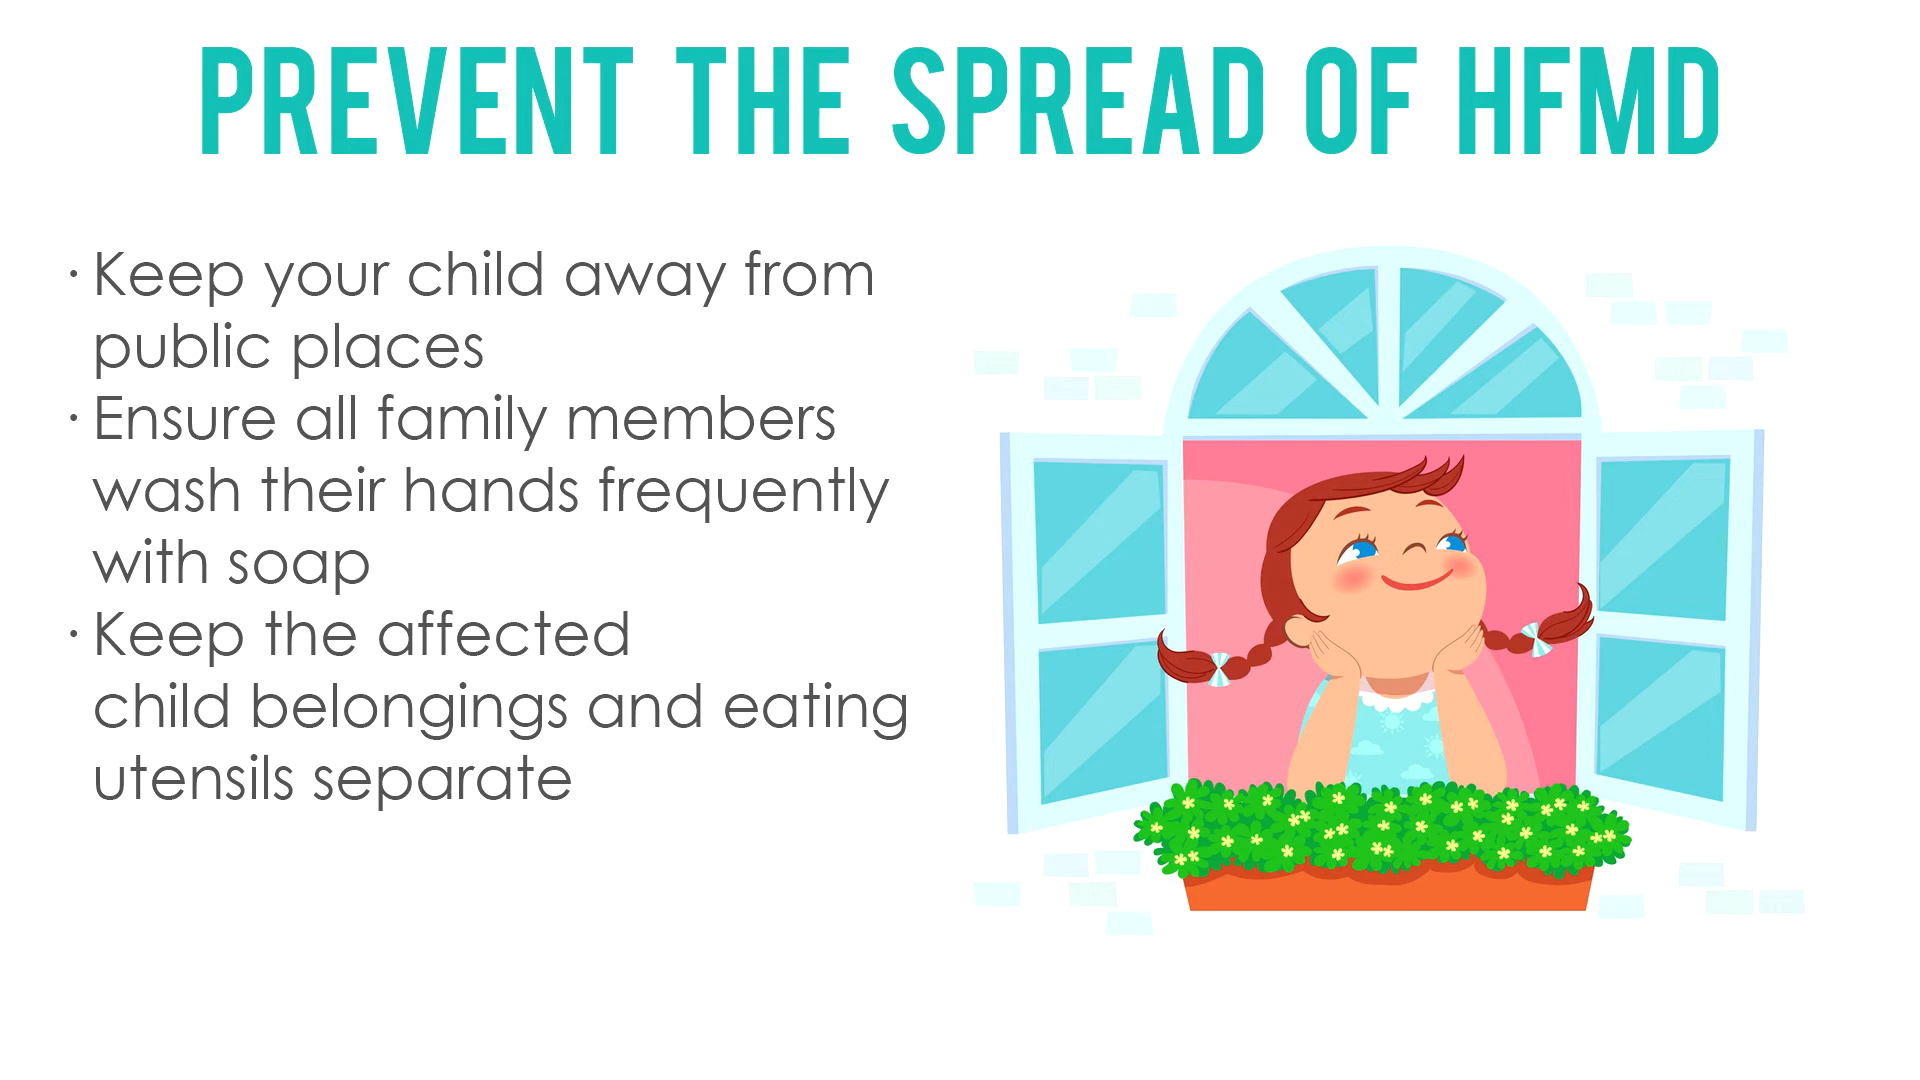 PREVENT THE SPREAD OF HFMD
· Keep your child away from
public places
· Ensure all family members
wash their hands frequently
with soap
· Keep the affected
child belongings and eating
utensils separate